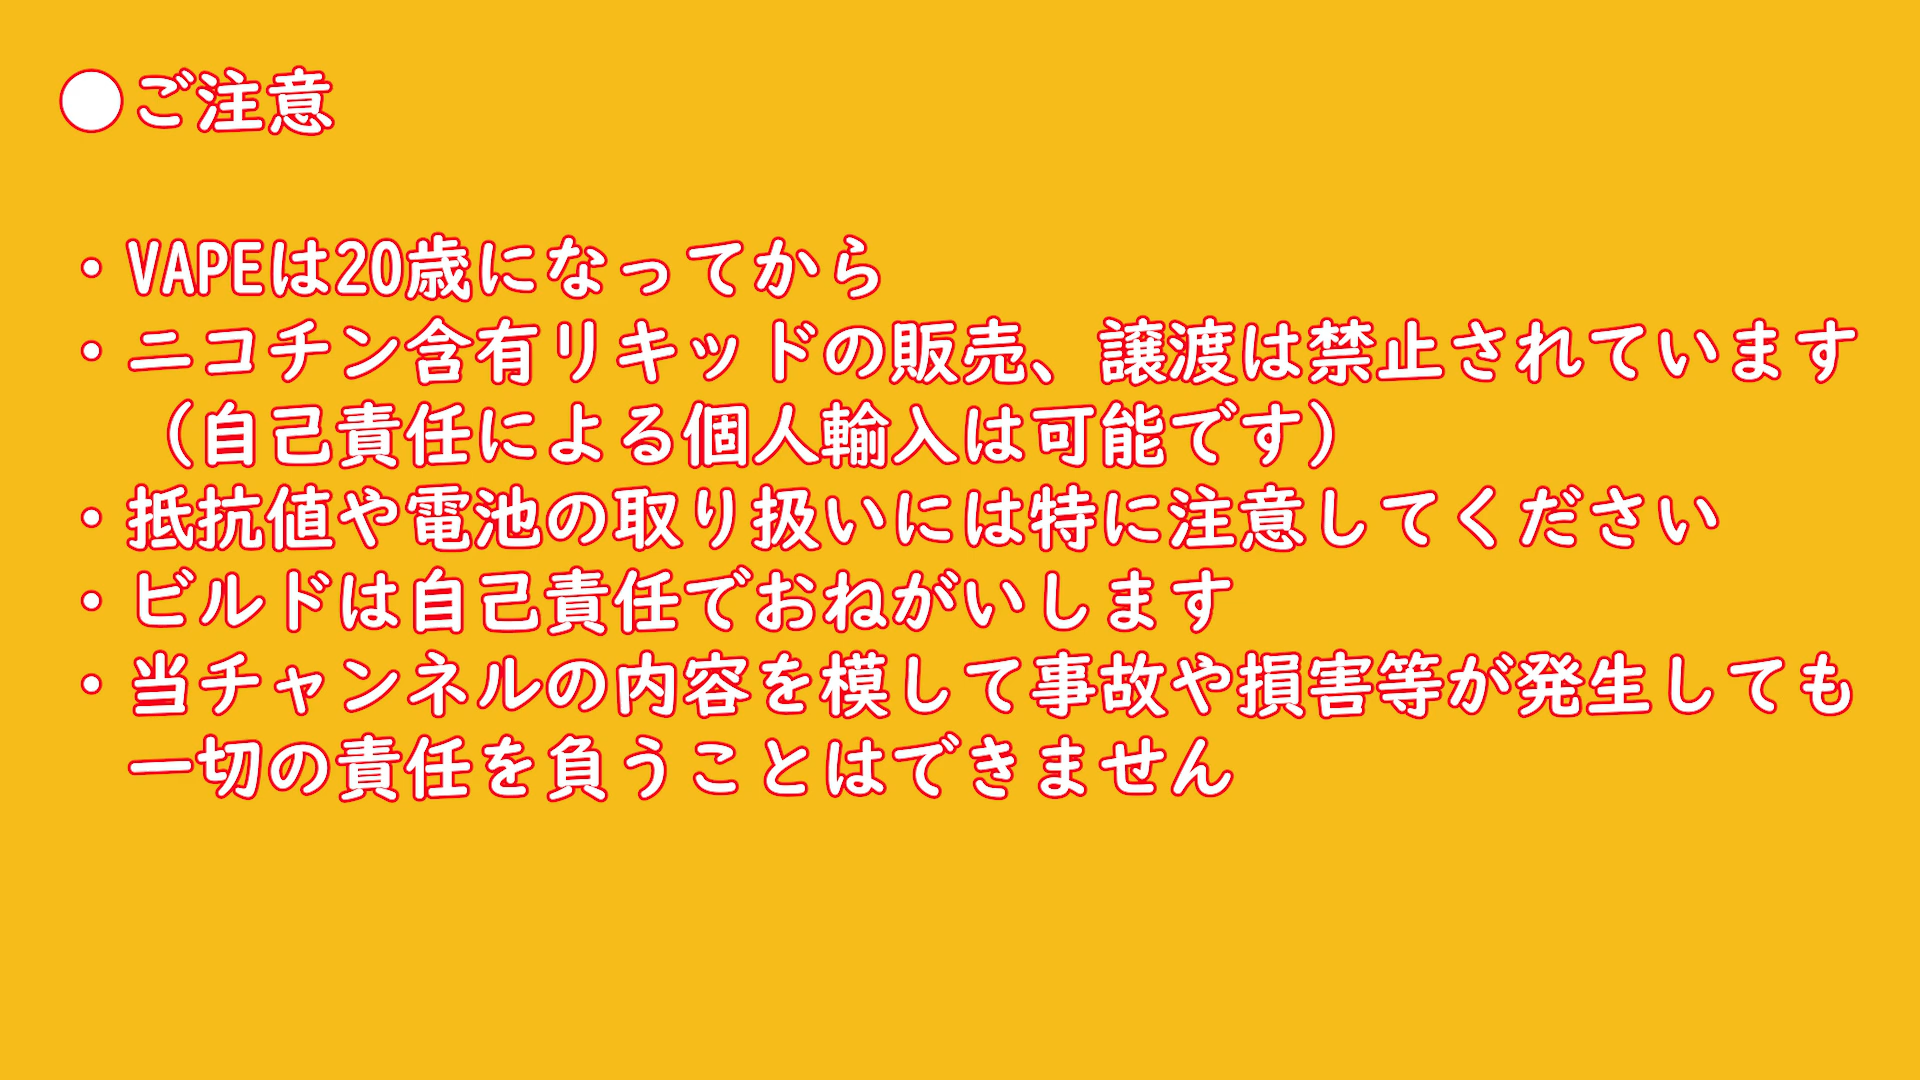 ●ご注意
・VAPEは20歳になってから
・ニコチン含有リキッドの販売、譲渡は禁止されています
（自己責任による個人輸入は可能です）
・抵抗値や電池の取り扱いには特に注意してください
・ビルドは自己責任でおねがいします
・当チャンネルの内容を模して事故や損害等が発生しても
一切の責任を負うことはできません